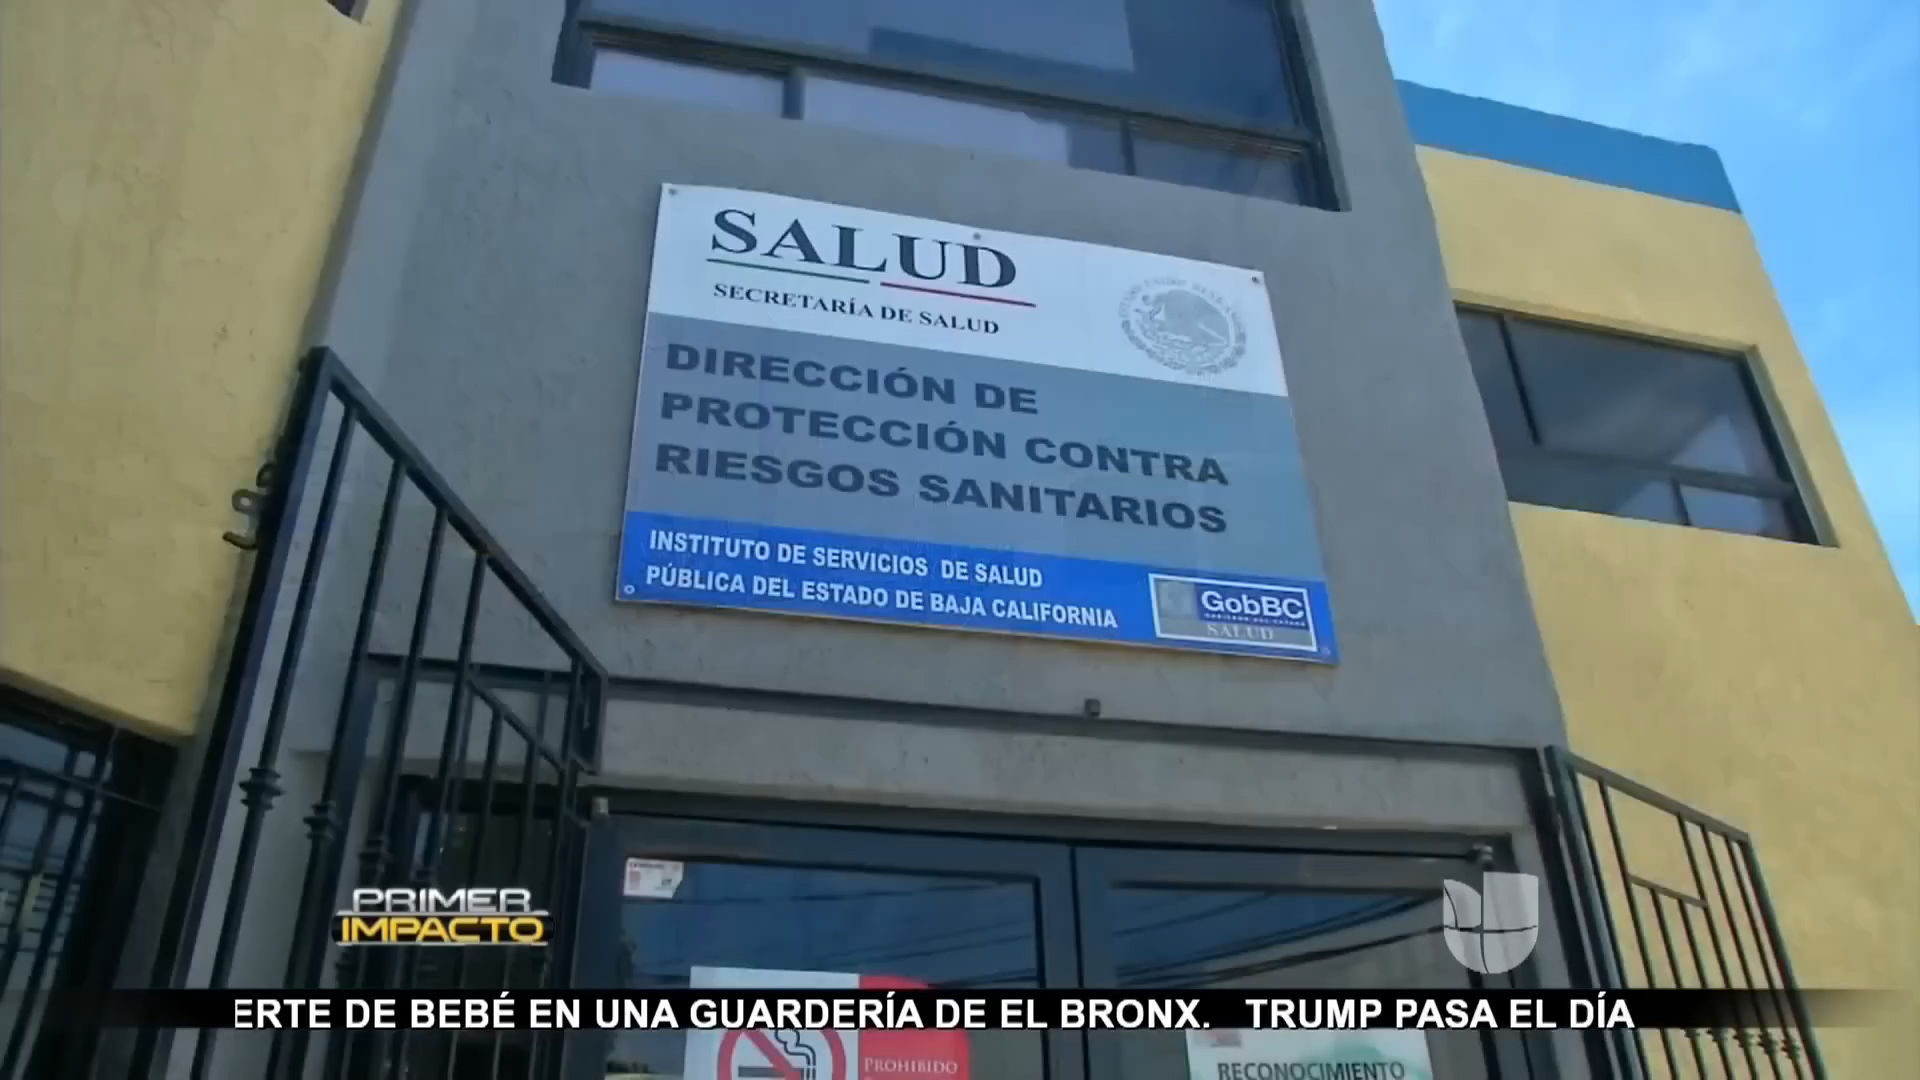 SALUD
SECRETARÍA DE SALUD
DIRECCIÓN DE
PROTECCIÓN CONTRA
RIESGOS SANITARIOS
INSTITUTO DE SERVICIOS DE SALUD
PÚBLICA DEL ESTADO DE BAJA CALIFORNIA
GobBC
SALUD
PRIMER
IMPACTO
ERTE DE BEBÉ EN UNA GUARDERÍA DE EL BRONX. TRUMP PASA EL DÍA
PROHIBIDO
RECONOCIMIENTO